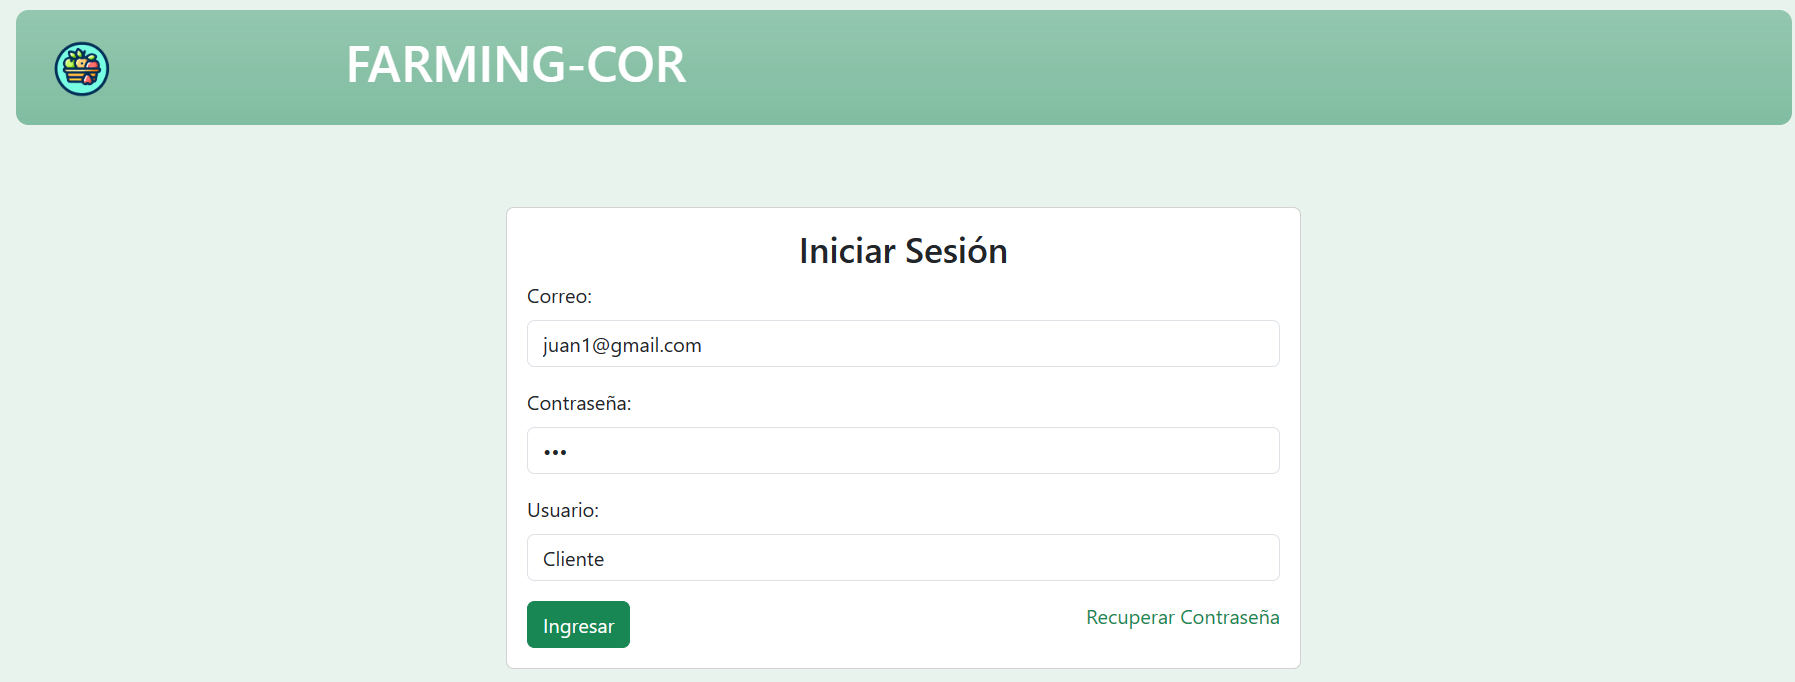 FARMING-COR
Iniciar Sesión
Correo:
juan1@gmail.com
Contraseña:
•••
Usuario:
Cliente
Ingresar
Recuperar Contraseña